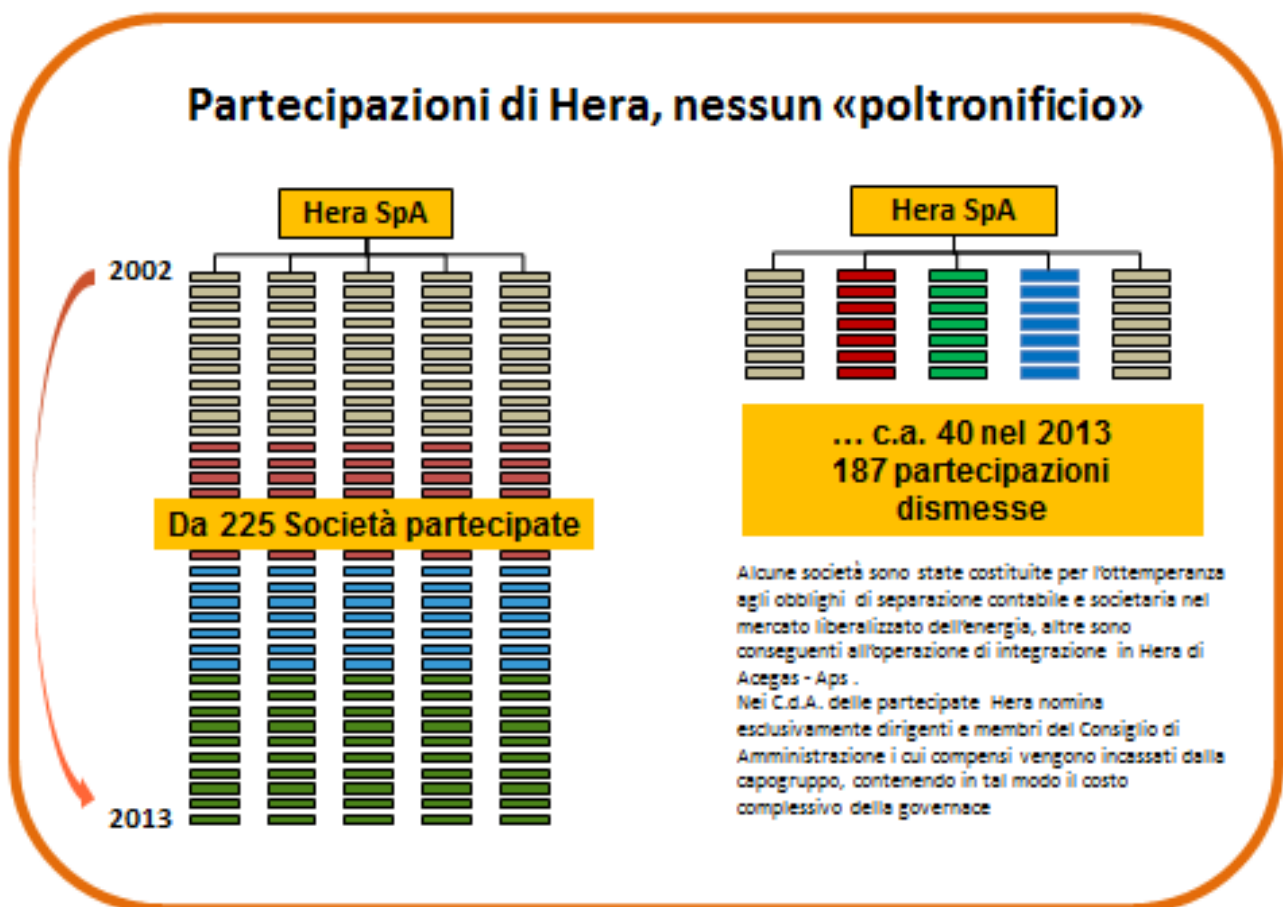 Partecipazioni di Hera, nessun «poltronificio»
Hera SpA
2002
Da 225 Società partecipate
2013
Hera SpA
... c.a. 40 nel 2013
187 partecipazioni
dismesse
Alcune società sono state costituite per l'ottemperanza
agli obblighi di separazione contabile e societaria nel
mercato liberalizzato dell'energia, altre sono
conseguenti all'operazione di integrazione in Hera di
Acegas - Aps .
Nei C.d.A. delle partecipate Hera nomina
esclusivamente dirigenti e membri del Consiglio di
Amministrazione i cui compensi vengono incassati dalla
capogruppo, contenendo in tal modo il costo
complessivo della governace